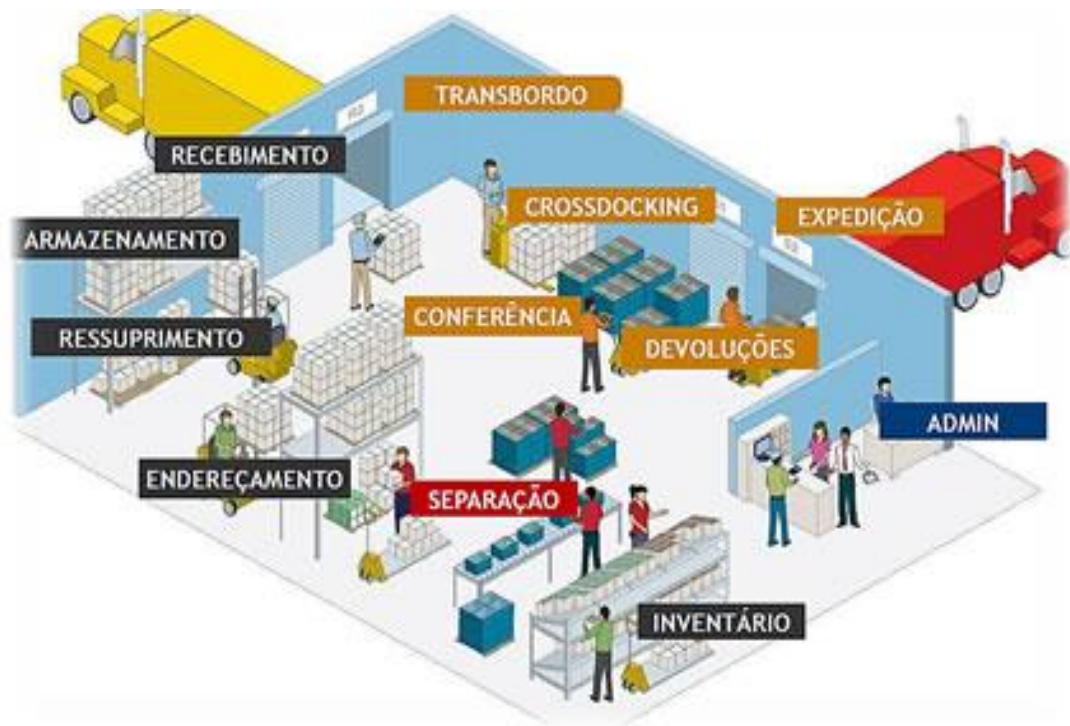 TRANSBORDO
RECEBIMENTO
CROSSDOCKING
EXPEDIÇÃO
ARMAZENAMENTO
CONFERÊNCIA
RESSUPRIMENTO
DEVOLUÇÕES
ADMIN
ENDEREÇAMENTO
SEPARAÇÃO
INVENTÁRIO